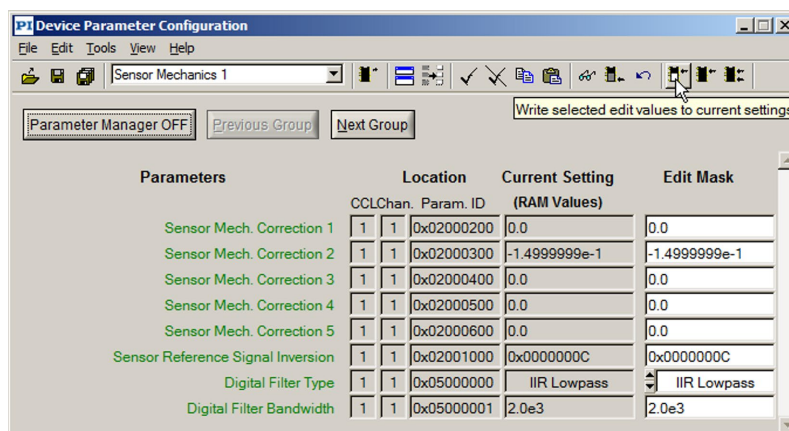 PI Device Parameter Configuration
File Edit Tools View Help
Sensor Mechanics 1
Write selected edit values to current settings
Parameter Manager OFF Previous Group Next Group
Parameters Location Current Setting Edit Mask
CCL Chan. Param. ID (RAM Values)
Sensor Mech. Correction 1 1 1 0x02000200 0.0 0.0
Sensor Mech. Correction 2 1 1 0x02000300 -1.4999999e-1 -1.4999999e-1
Sensor Mech. Correction 3 1 1 0x02000400 0.0 0.0
Sensor Mech. Correction 4 1 1 0x02000500 0.0 0.0
Sensor Mech. Correction 5 1 1 0x02000600 0.0 0.0
Sensor Reference Signal Inversion 1 1 0x02001000 0x0000000C 0x0000000C
Digital Filter Type 1 1 0x05000000 IIR Lowpass IIR Lowpass
Digital Filter Bandwidth 1 1 0x05000001 2.0e3 2.0e3